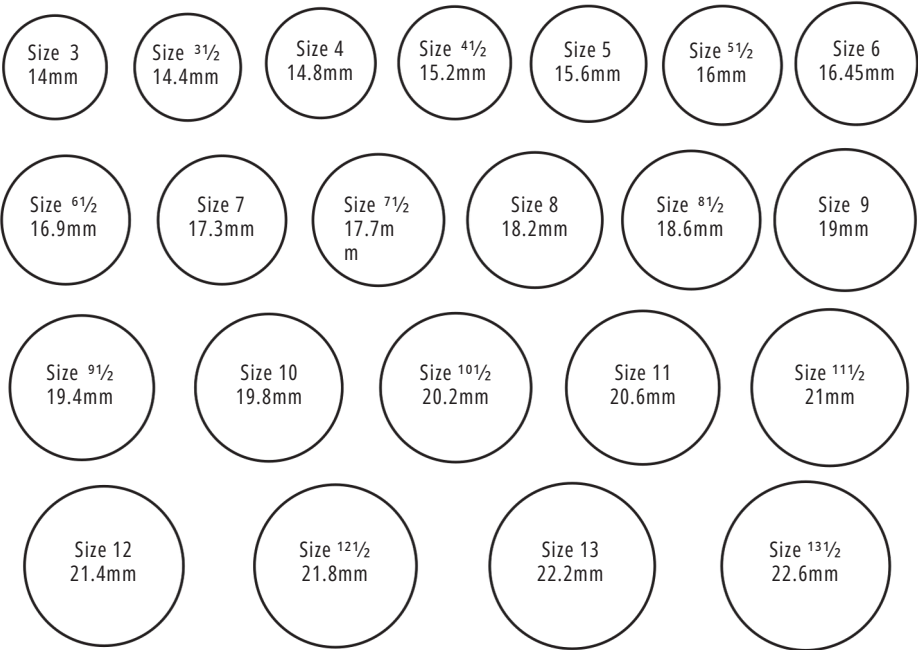 Size 3
14mm
Size ³½
14.4mm
Size 4
14.8mm
Size ⁴½
15.2mm
Size 5
15.6mm
Size ⁵½
16mm
Size 6
16.45mm
Size ⁶½
16.9mm
Size 7
17.3mm
Size ⁷½
17.7m
m
Size 8
18.2mm
Size ⁸½
18.6mm
Size 9
19mm
Size ⁹½
19.4mm
Size 10
19.8mm
Size ¹⁰½
20.2mm
Size 11
20.6mm
Size ¹¹½
21mm
Size 12
21.4mm
Size ¹²½
21.8mm
Size 13
22.2mm
Size ¹³½
22.6mm